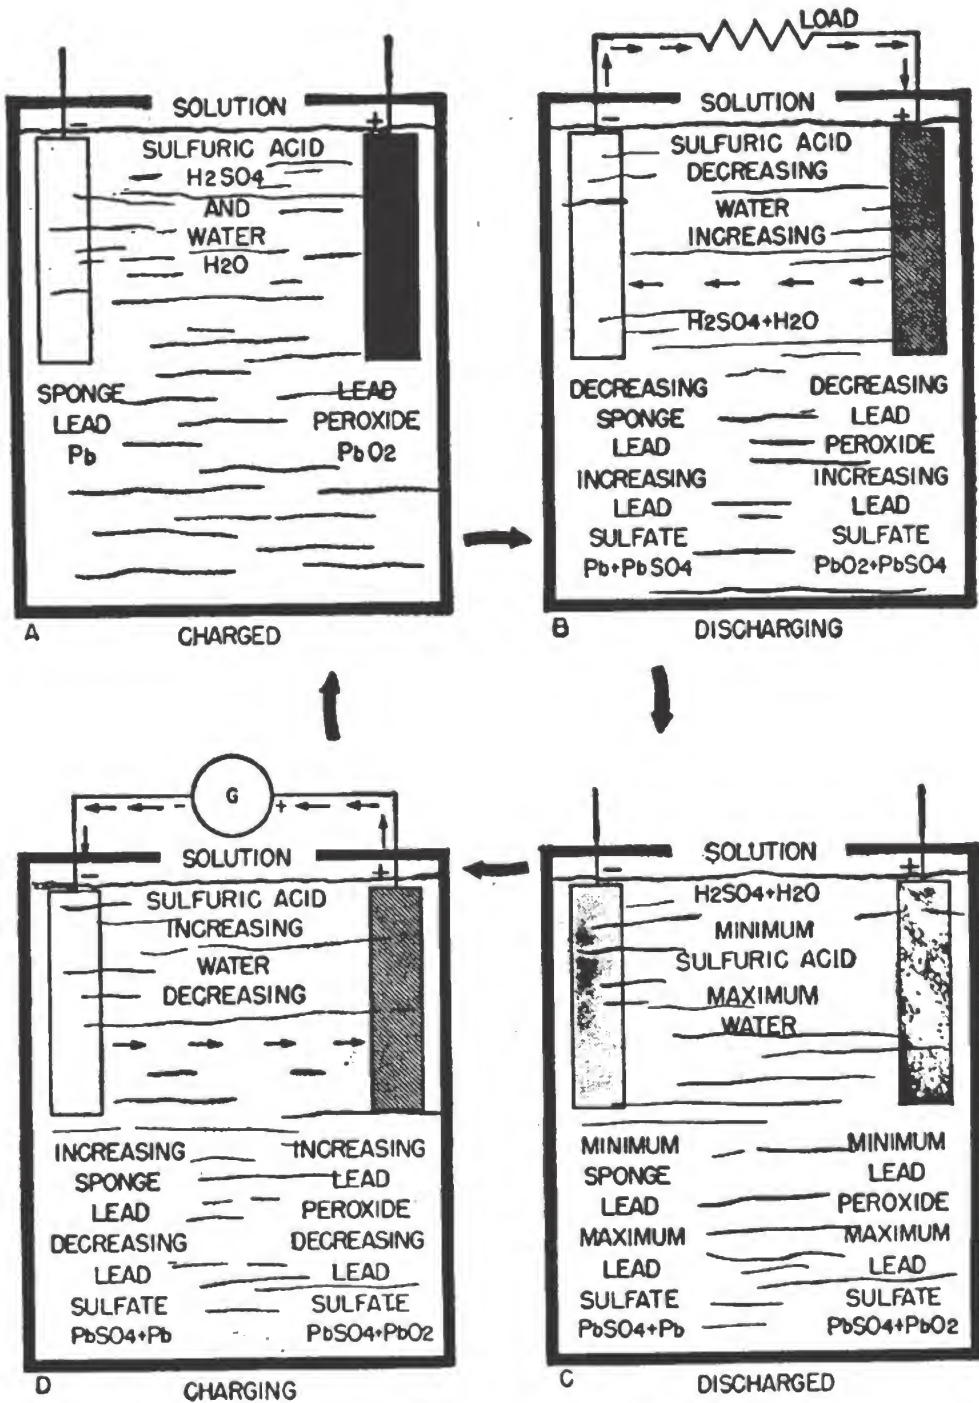 SOLUTION
-
+
SULFURIC ACID
H2SO4
AND
WATER
H2O
SPONGE
LEAD
Pb
LEAD
PEROXIDE
PbO2
A
CHARGED
LOAD
SOLUTION
-
+
SULFURIC ACID
DECREASING
WATER
INCREASING
H2SO4+H2O
DECREASING
SPONGE
LEAD
INCREASING
LEAD
SULFATE
Pb+PbSO4
DECREASING
LEAD
PEROXIDE
INCREASING
LEAD
SULFATE
PbO2+PbSO4
B
DISCHARGING
- G +
SOLUTION
-
+
SULFURIC ACID
INCREASING
WATER
DECREASING
INCREASING
SPONGE
LEAD
DECREASING
LEAD
SULFATE
PbSO4+Pb
INCREASING
LEAD
PEROXIDE
DECREASING
LEAD
SULFATE
PbSO4+PbO2
D
CHARGING
SOLUTION
-
+
H2SO4+H2O
MINIMUM
SULFURIC ACID
MAXIMUM
WATER
MINIMUM
SPONGE
LEAD
MAXIMUM
LEAD
SULFATE
PbSO4+Pb
MINIMUM
LEAD
PEROXIDE
MAXIMUM
LEAD
SULFATE
PbSO4+PbO2
C
DISCHARGED